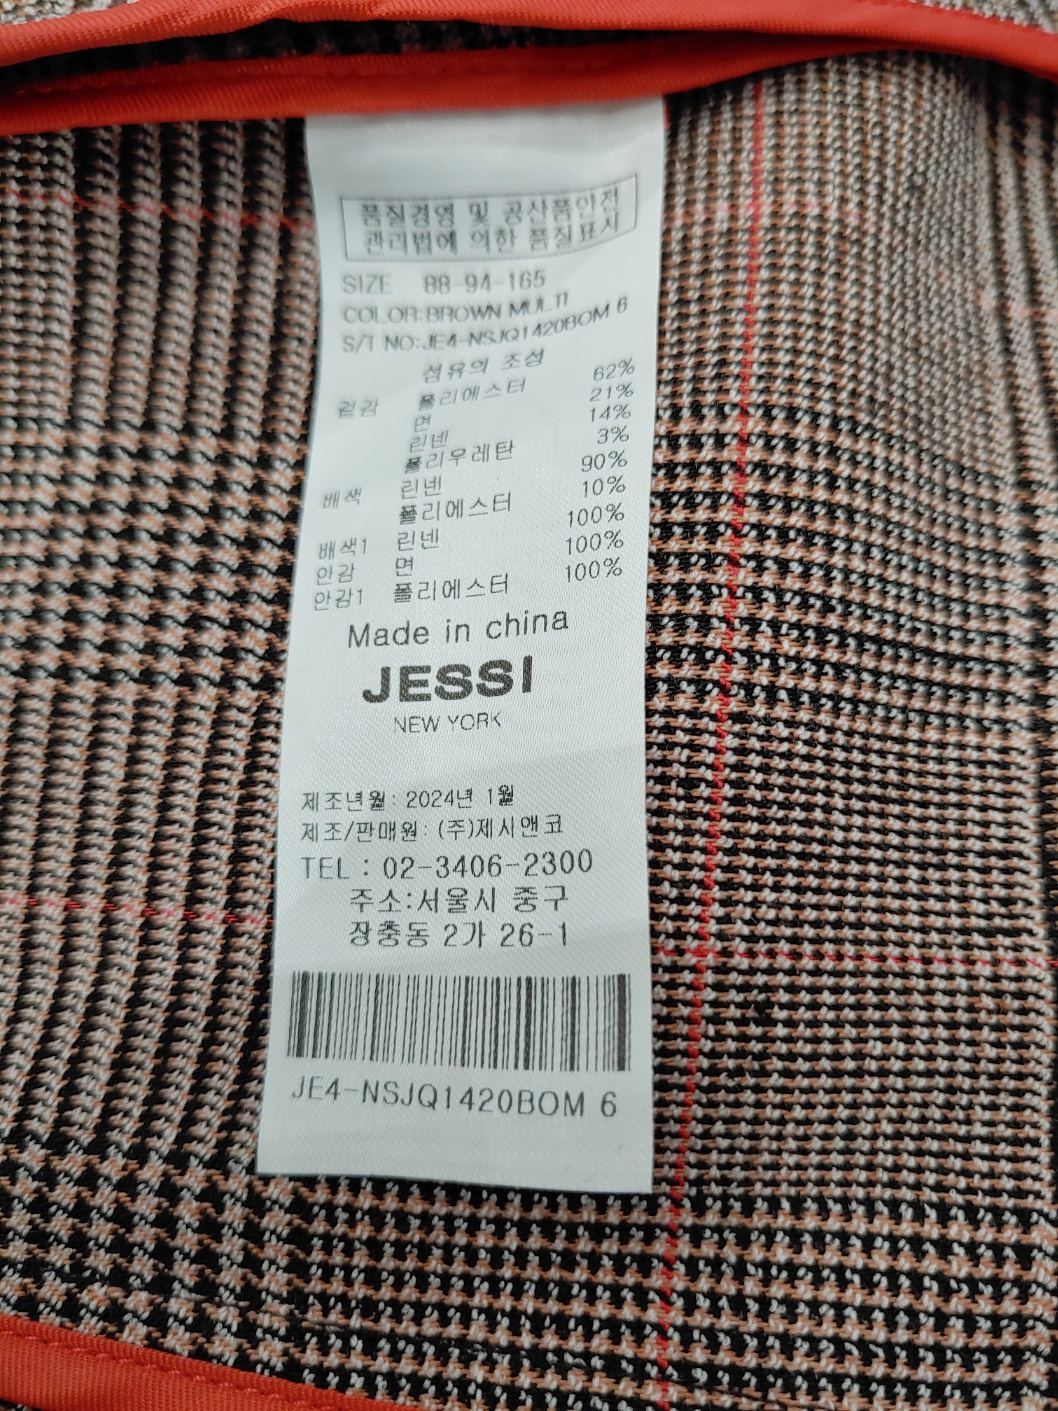 품질경영 및 공산품안전
관리법에 의한 품질표시
SIZE 88-94-165
COLOR:BROWN MULTI
S/T NO:JE4-NSJQ1420BOM 6
섬유의 조성
겉감 폴리에스터 62%
면 21%
린넨 14%
폴리우레탄 3%
배색 린넨 90%
폴리에스터 10%
배색1 린넨 100%
안감 면 100%
안감1 폴리에스터 100%
Made in china
JESSI
NEW YORK
제조년월: 2024년 1월
제조/판매원: (주)제시앤코
TEL : 02-3406-2300
주소:서울시 중구
장충동 2가 26-1
JE4-NSJQ1420BOM 6